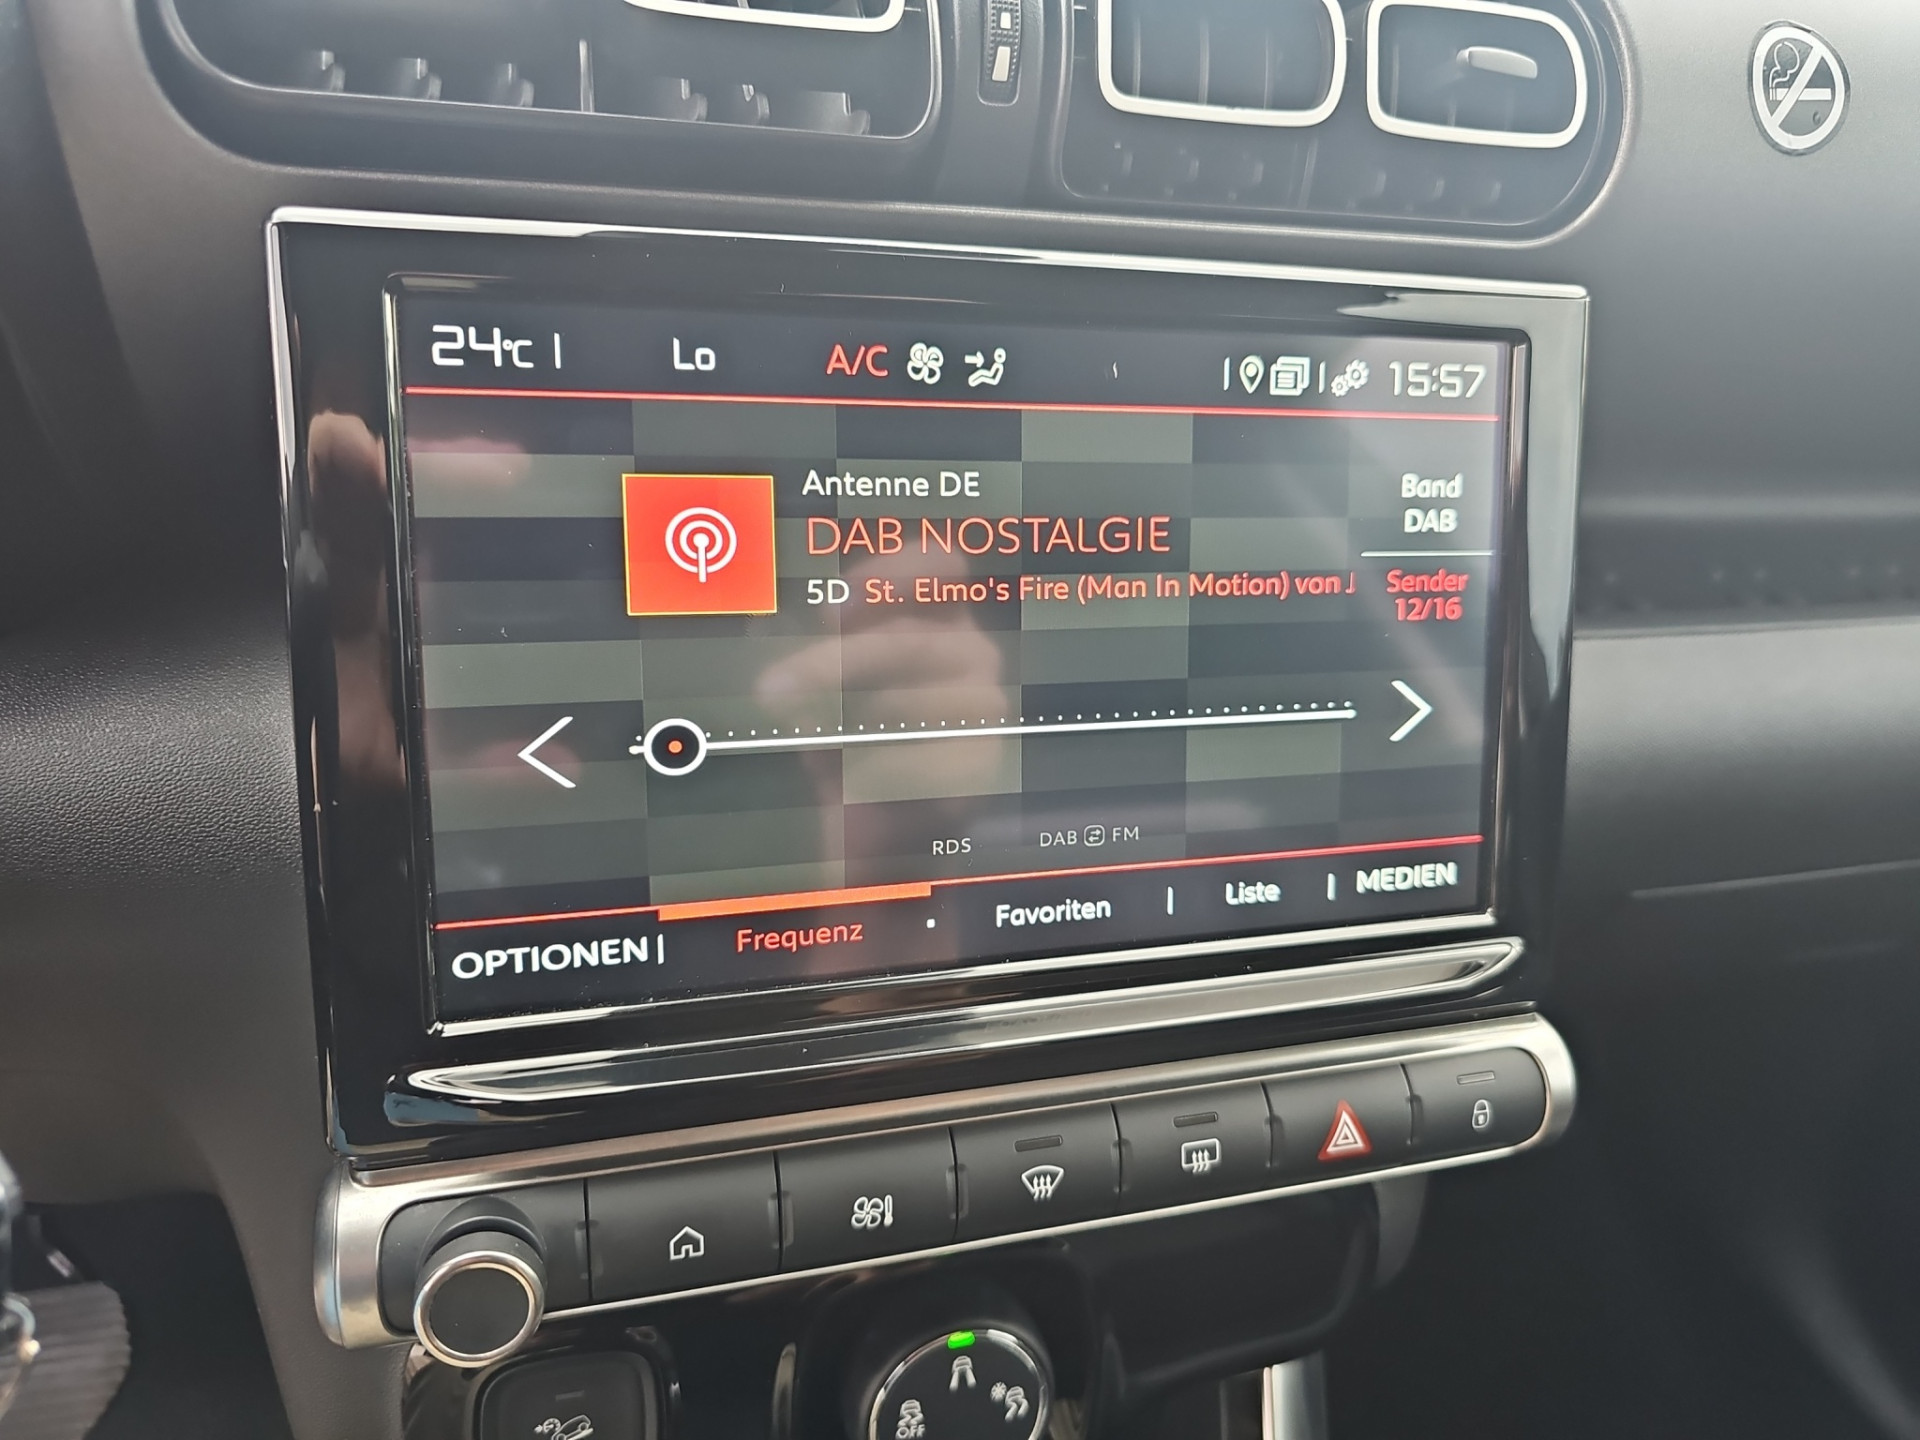 24°C | Lo A/C 15:57
Antenne DE
DAB NOSTALGIE
5D St. Elmo's Fire (Man In Motion) von J
Band
DAB
Sender
12/16
RDS DAB FM
OPTIONEN | Frequenz Favoriten | Liste | MEDIEN
OFF